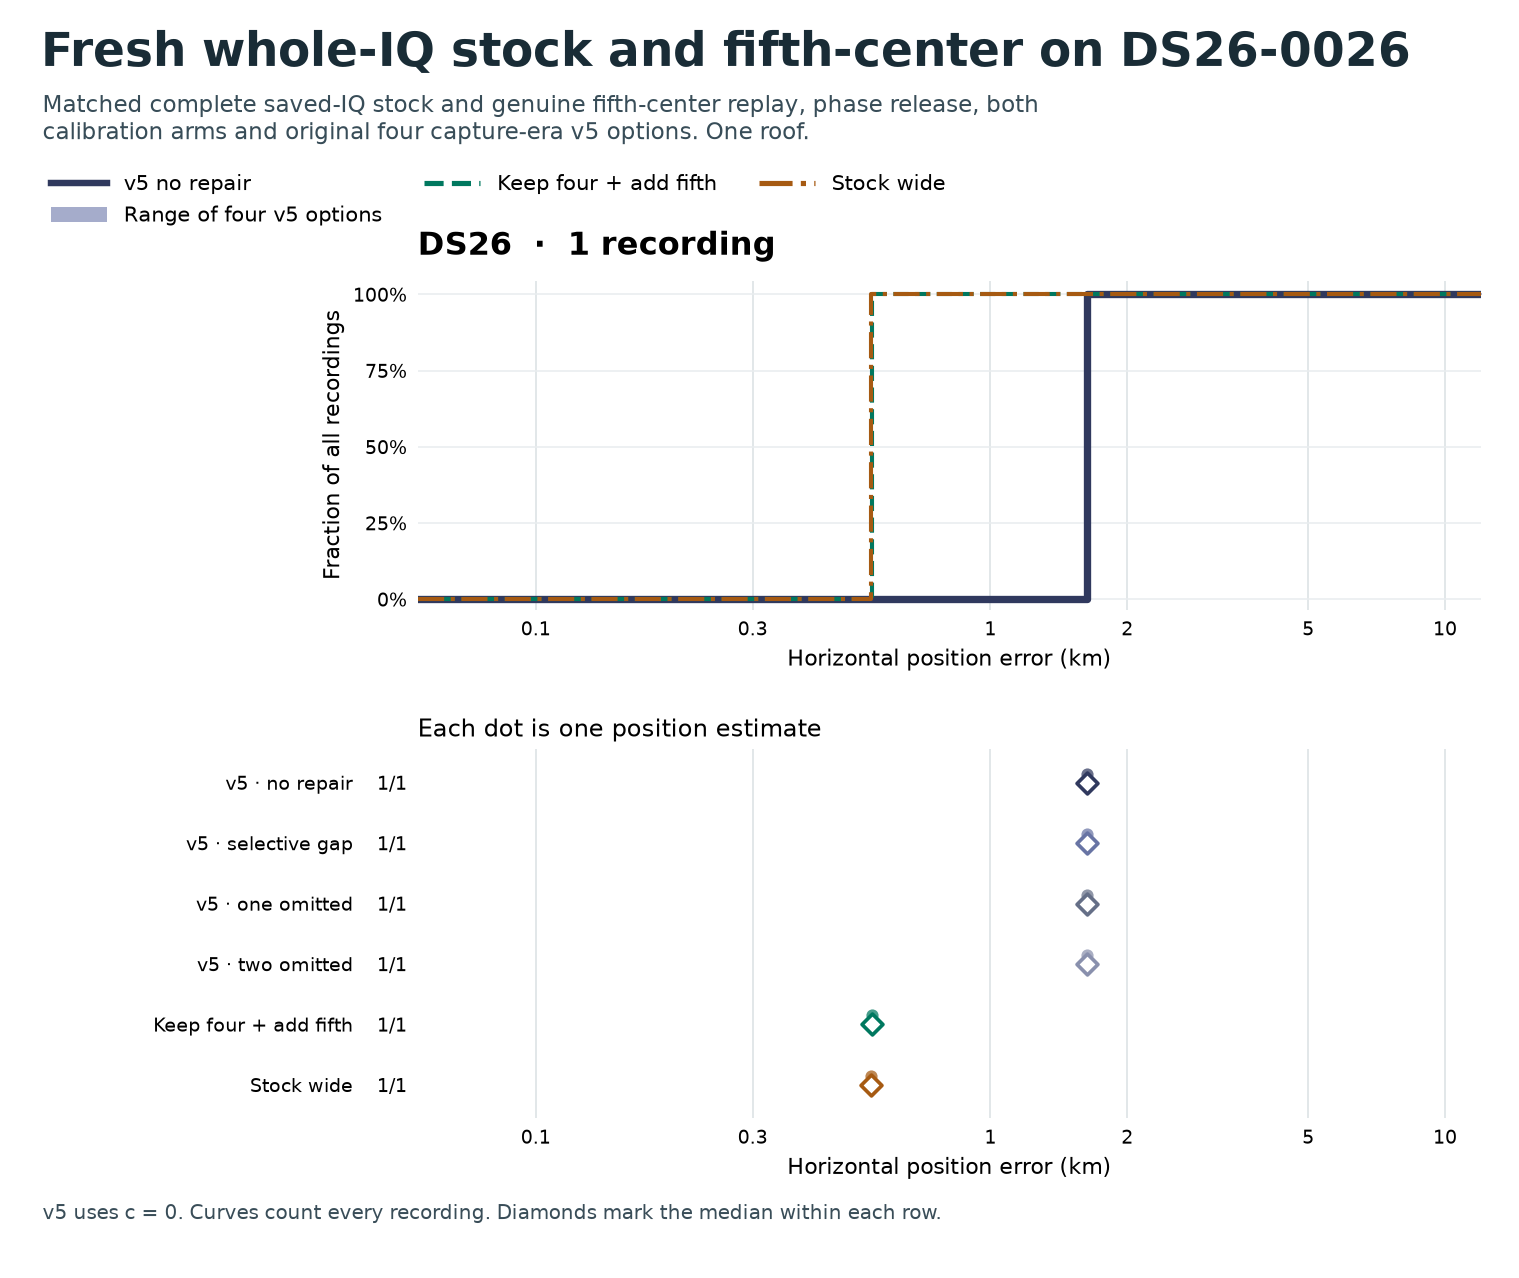 Fresh whole-IQ stock and fifth-center on DS26-0026
Matched complete saved-IQ stock and genuine fifth-center replay, phase release, both
calibration arms and original four capture-era v5 options. One roof.
v5 no repair
Keep four + add fifth
Stock wide
Range of four v5 options
DS26 · 1 recording
Fraction of all recordings
100%
75%
50%
25%
0%
0.1 0.3 1 2 5 10
Horizontal position error (km)
Each dot is one position estimate
v5 · no repair 1/1
v5 · selective gap 1/1
v5 · one omitted 1/1
v5 · two omitted 1/1
Keep four + add fifth 1/1
Stock wide 1/1
0.1 0.3 1 2 5 10
Horizontal position error (km)
v5 uses c = 0. Curves count every recording. Diamonds mark the median within each row.